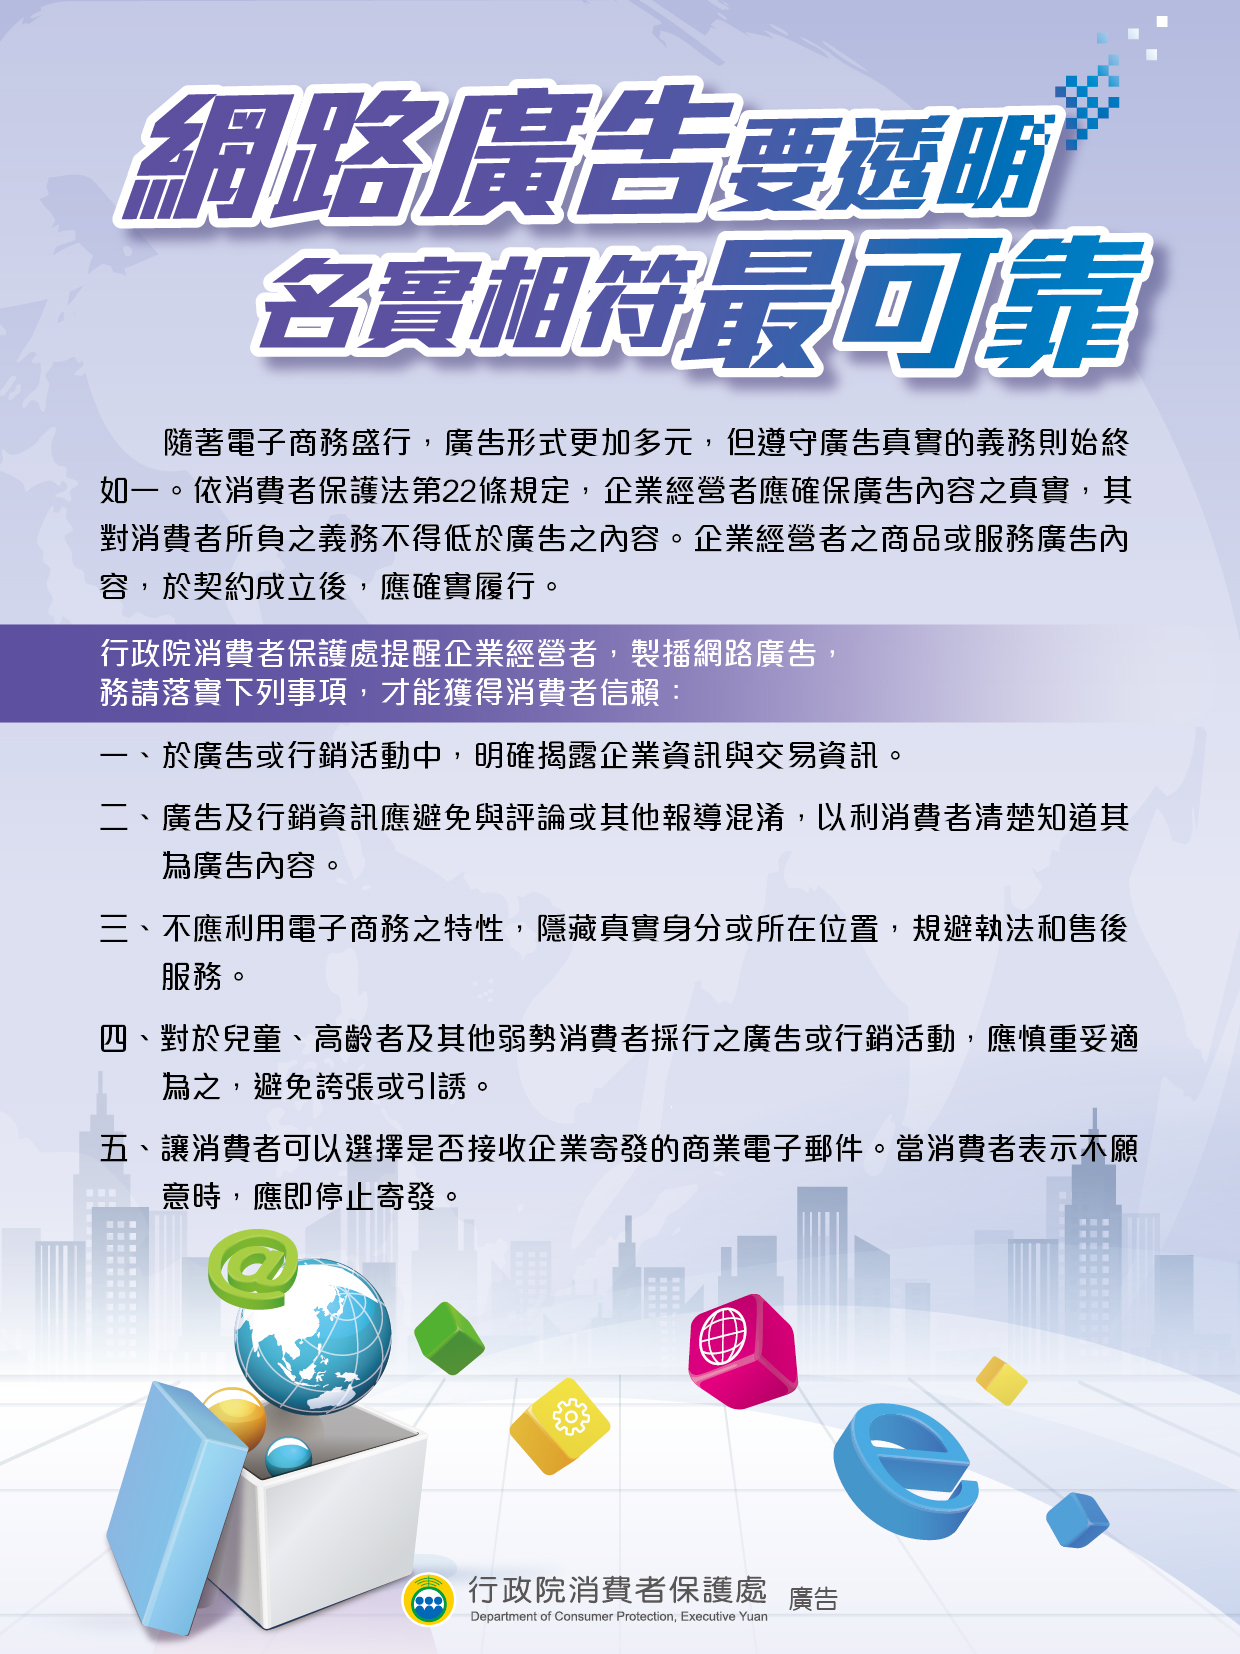 網路廣告要透明
名實相符最可靠
隨著電子商務盛行，廣告形式更加多元，但遵守廣告真實的義務則始終
如一。依消費者保護法第22條規定，企業經營者應確保廣告內容之真實，其
對消費者所負之義務不得低於廣告之內容。企業經營者之商品或服務廣告內
容，於契約成立後，應確實履行。
行政院消費者保護處提醒企業經營者，製播網路廣告，
務請落實下列事項，才能獲得消費者信賴：
一、於廣告或行銷活動中，明確揭露企業資訊與交易資訊。
二、廣告及行銷資訊應避免與評論或其他報導混淆，以利消費者清楚知道其
為廣告內容。
三、不應利用電子商務之特性，隱藏真實身分或所在位置，規避執法和售後
服務。
四、對於兒童、高齡者及其他弱勢消費者採行之廣告或行銷活動，應慎重妥適
為之，避免誇張或引誘。
五、讓消費者可以選擇是否接收企業寄發的商業電子郵件。當消費者表示不願
意時，應即停止寄發。
@
e
行政院消費者保護處 廣告
Department of Consumer Protection, Executive Yuan